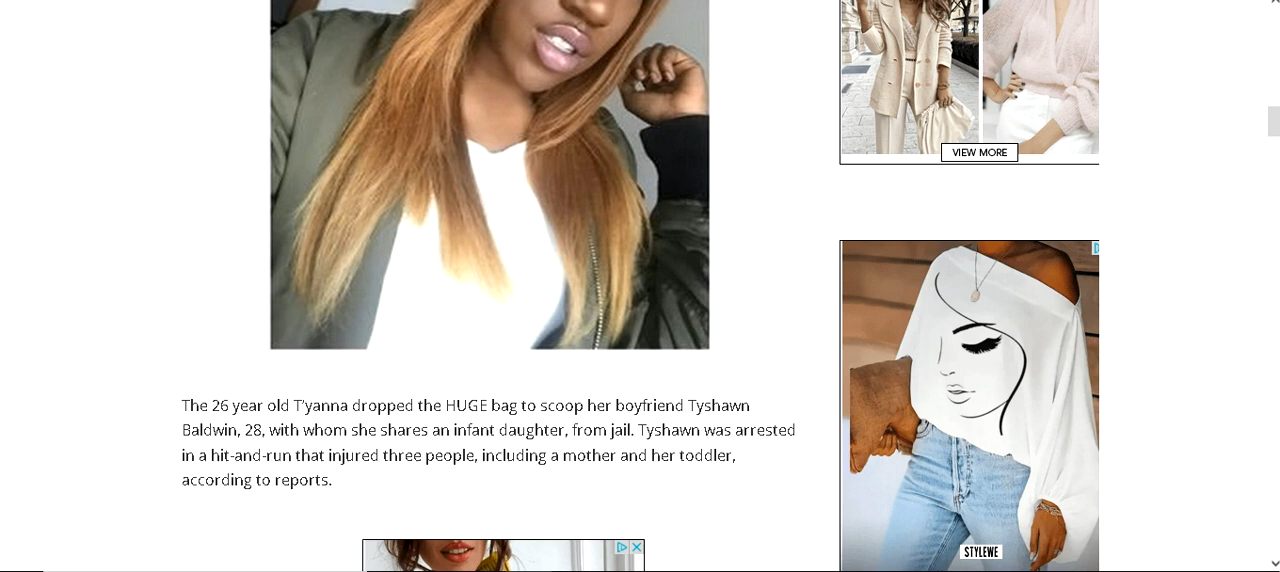 VIEW MORE
The 26 year old T'yanna dropped the HUGE bag to scoop her boyfriend Tyshawn
Baldwin, 28, with whom she shares an infant daughter, from jail. Tyshawn was arrested
in a hit-and-run that injured three people, including a mother and her toddler,
according to reports.
STYLEWE